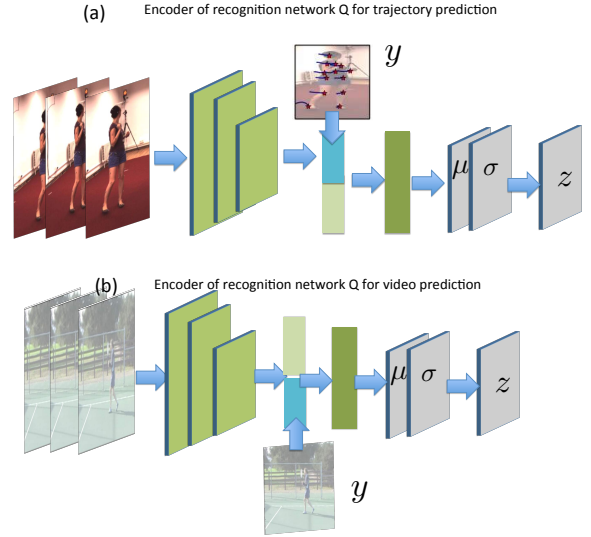 (a)
Encoder of recognition network Q for trajectory prediction
y
μ
σ
z
(b)
Encoder of recognition network Q for video prediction
μ
σ
z
y